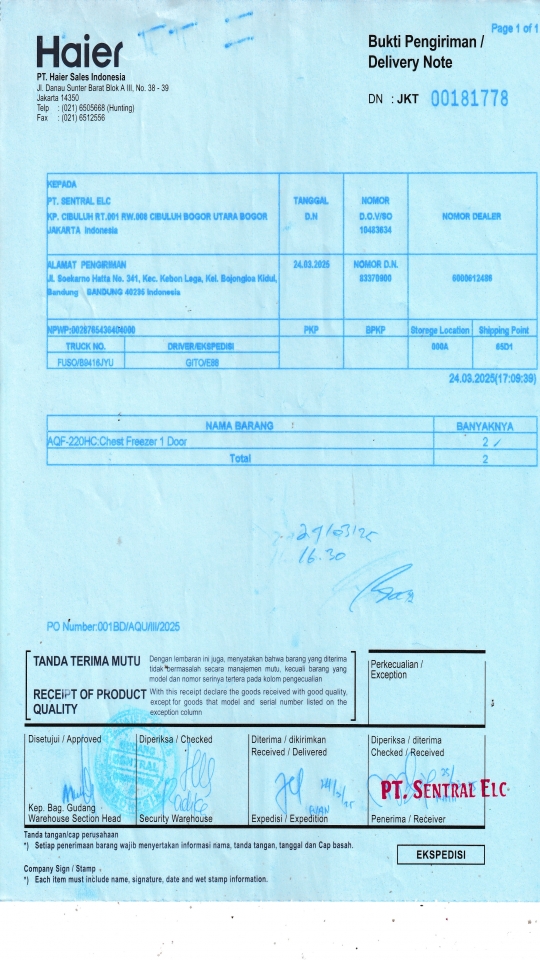 Page 1 of 1
Haier
Bukti Pengiriman /
Delivery Note
PT. Haier Sales Indonesia
Jl. Danau Sunter Barat Blok A III, No. 38 - 39
Jakarta 14350
Telp : (021) 6505668 (Hunting)
Fax : (021) 6512556
DN : JKT 00181778
KEPADA
PT. SENTRAL ELC
KP. CIBULUH RT.001 RW.008 CIBULUH BOGOR UTARA BOGOR
JAKARTA Indonesia
TANGGAL
D.N
NOMOR
D.O.V/SO
10483634
NOMOR DEALER
ALAMAT PENGIRIMAN
Jl. Soekarno Hatta No. 341, Kec. Kebon Lega, Kel. Bojongloa Kidul,
Bandung BANDUNG 40235 Indonesia
24.03.2025
NOMOR D.N.
83370900
6000612486
NPWP:0028765436404000
PKP
BPKP
Storege Location
Shipping Point
TRUCK NO.
DRIVER/EKSPEDISI
000A
65D1
FUSO/B9416JYU
GITO/E98
24.03.2025(17:09:39)
NAMA BARANG
BANYAKNYA
AQF-220HC:Chest Freezer 1 Door
2
Total
2
16.30
PO Number:001BD/AQU/III/2025
TANDA TERIMA MUTU
Dengan lembaran ini juga, menyatakan bahwa barang yang diterima
tidak bermasalah secara manajemen mutu, kecuali barang yang
model dan nomor serinya tertera pada kolom pengecualian
RECEIPT OF PRODUCT
QUALITY
With this receipt declare the goods received with good quality,
except for goods that model and serial number listed on the
exception column
Perkecualian /
Exception
Disetujui / Approved
Diperiksa / Checked
Diterima / dikirimkan
Received / Delivered
Diperiksa / diterima
Checked / Received
PT. SENTRAL ELC
Kep. Bag. Gudang
Warehouse Section Head
Security Warehouse
Expedisi / Expedition
Penerima / Receiver
Tanda tangan/cap perusahaan
*) Setiap penerimaan barang wajib menyertakan informasi nama, tanda tangan, tanggal dan Cap basah.
EKSPEDISI
Company Sign / Stamp
*) Each item must include name, signature, date and wet stamp information.